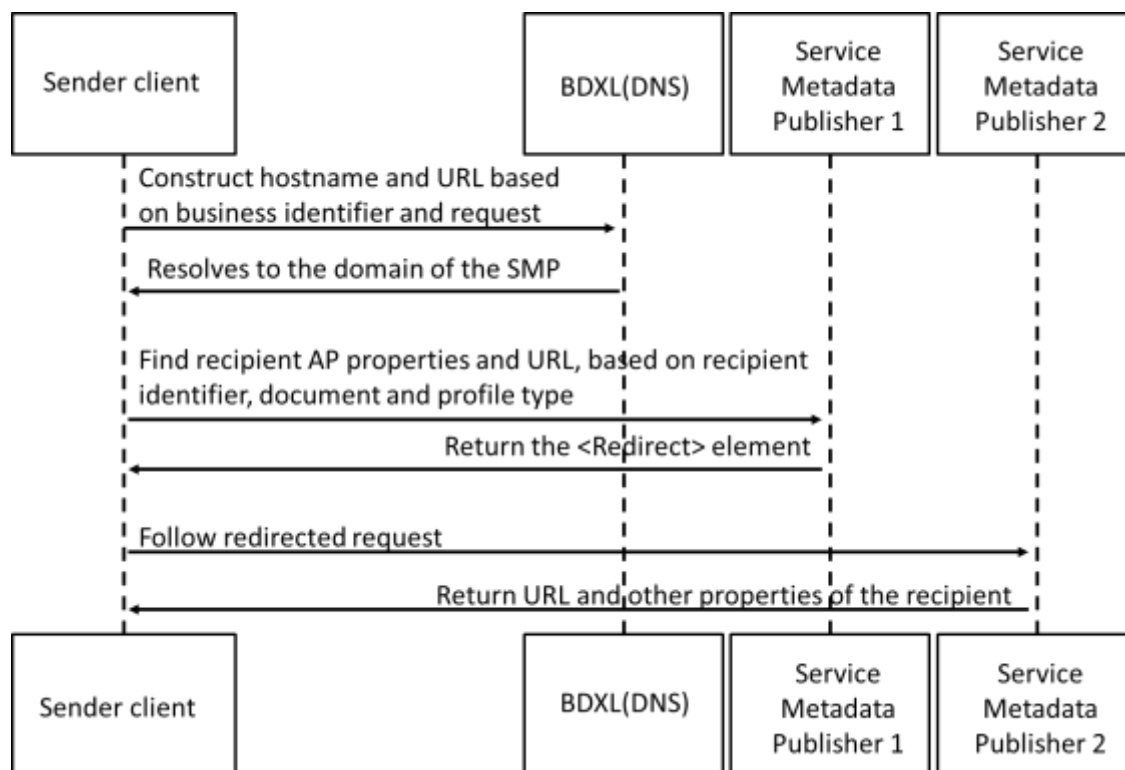 Sender client
BDXL(DNS)
Service
Metadata
Publisher 1
Service
Metadata
Publisher 2
Construct hostname and URL based
on business identifier and request
Resolves to the domain of the SMP
Find recipient AP properties and URL, based on recipient
identifier, document and profile type
Return the <Redirect> element
Follow redirected request
Return URL and other properties of the recipient
Sender client
BDXL(DNS)
Service
Metadata
Publisher 1
Service
Metadata
Publisher 2